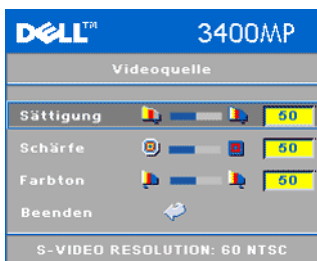 DELL™ 3400MP
Videoquelle
Sättigung 50
Schärfe 50
Farbton 50
Beenden
S-VIDEO RESOLUTION: 60 NTSC